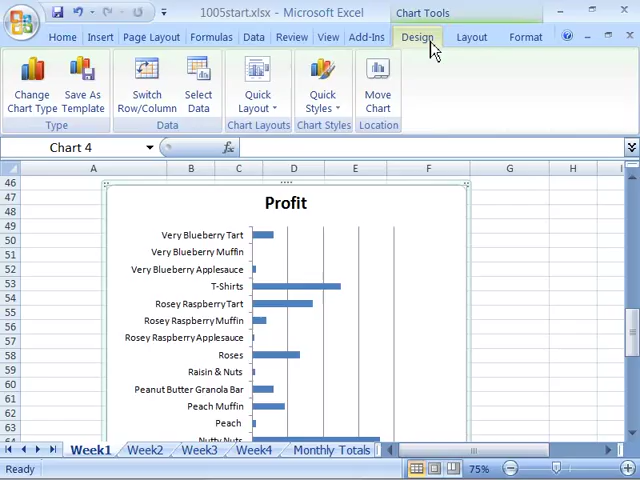 1005start.xlsx - Microsoft Excel
Chart Tools
Home Insert Page Layout Formulas Data Review View Add-Ins Design Layout Format
Change Chart Type
Save As Template
Switch Row/Column
Select Data
Quick Layout
Quick Styles
Move Chart
Type Data Chart Layouts Chart Styles Location
Chart 4
fx
A B C D E F G H I
46
47
48
49
50
51
52
53
54
55
56
57
58
59
60
61
62
63
64
Profit
Very Blueberry Tart
Very Blueberry Muffin
Very Blueberry Applesauce
T-Shirts
Rosey Raspberry Tart
Rosey Raspberry Muffin
Rosey Raspberry Applesauce
Roses
Raisin & Nuts
Peanut Butter Granola Bar
Peach Muffin
Peach
Nutty Nuts
Week1 Week2 Week3 Week4 Monthly Totals
Ready
75%